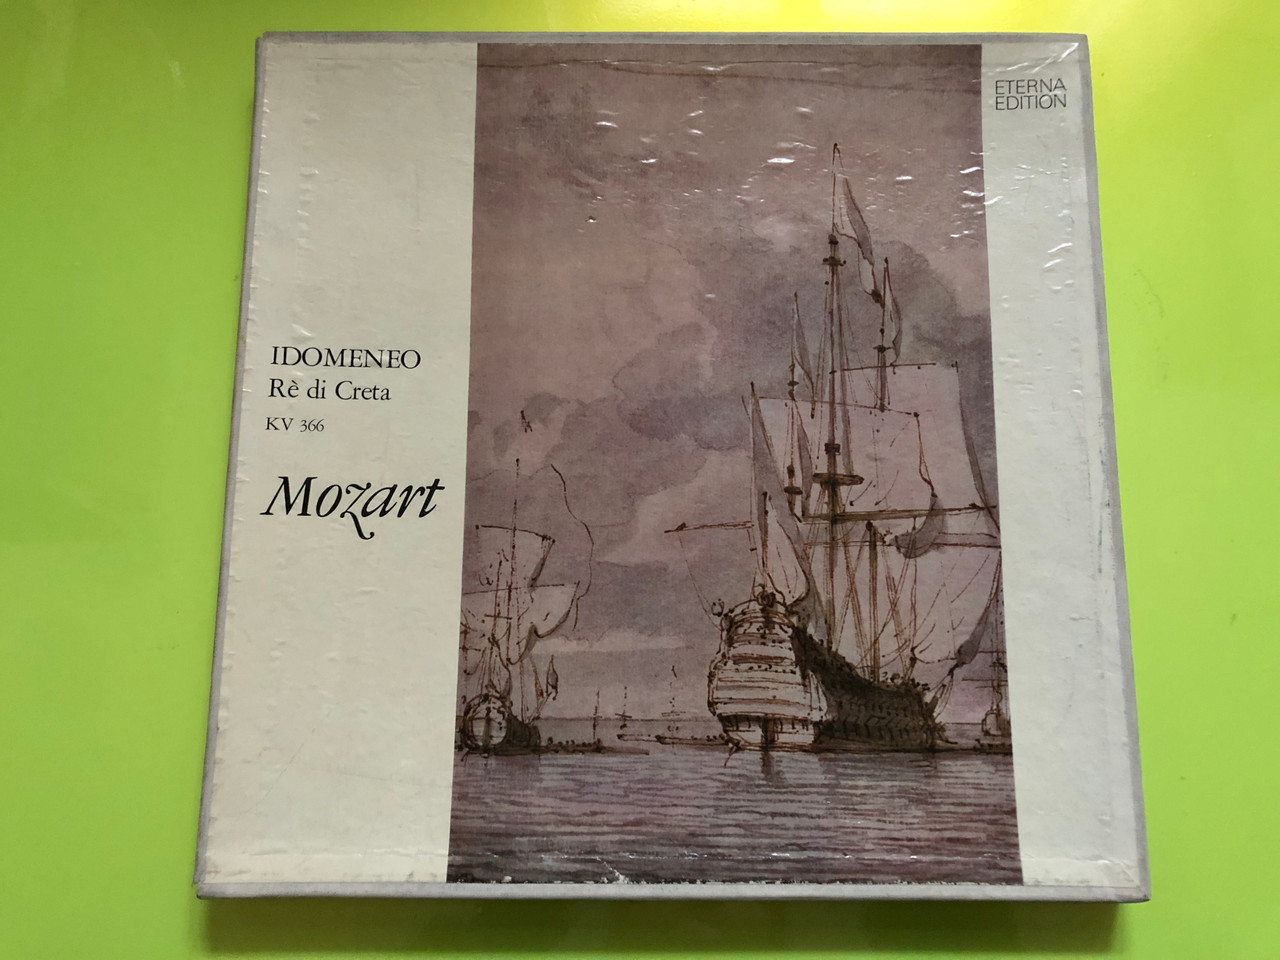 ETERNA
EDITION
IDOMENEO
Rè di Creta
KV 366
Mozart